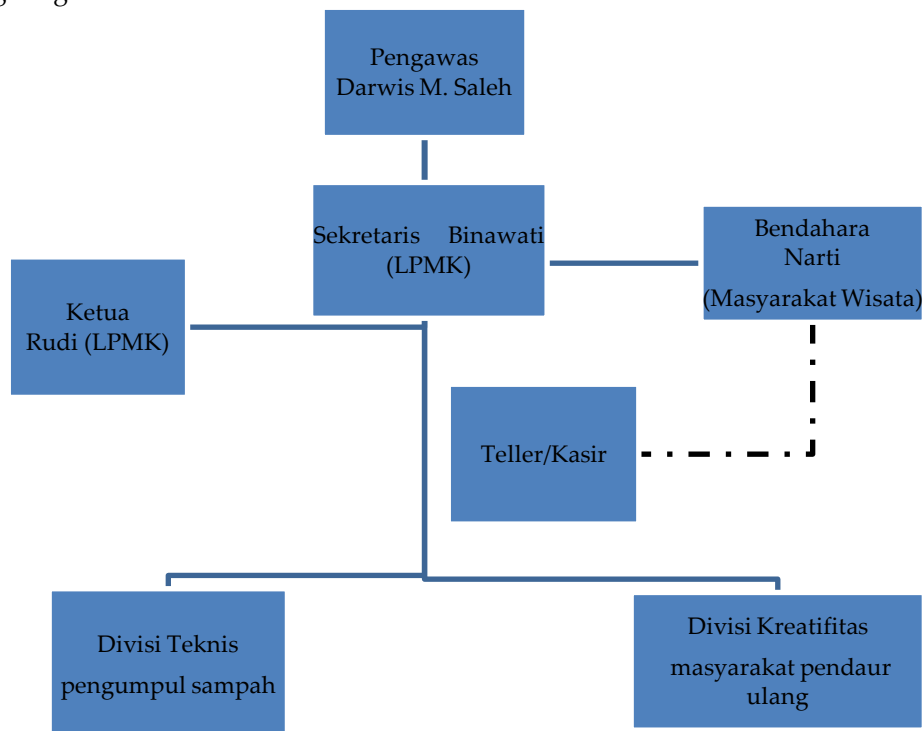 Pengawas
Darwis M. Saleh
Sekretaris Binawati
(LPMK)
Bendahara
Narti
(Masyarakat Wisata)
Ketua
Rudi (LPMK)
Teller/Kasir
Divisi Teknis
pengumpul sampah
Divisi Kreatifitas
masyarakat pendaur
ulang